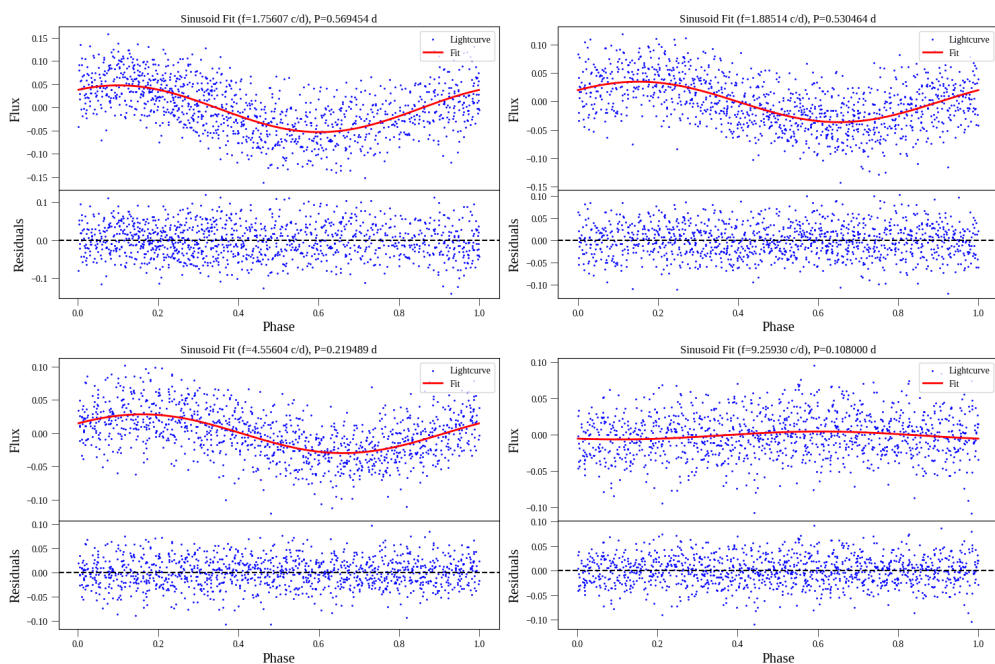 Sinusoid Fit (f=1.75607 c/d), P=0.569454 d
Lightcurve
Fit
0.15
0.10
0.05
0.00
−0.05
−0.10
−0.15
Flux
0.1
0.0
−0.1
Residuals
0.0 0.2 0.4 0.6 0.8 1.0
Phase
Sinusoid Fit (f=1.88514 c/d), P=0.530464 d
Lightcurve
Fit
0.10
0.05
0.00
−0.05
−0.10
−0.15
Flux
0.10
0.05
0.00
−0.05
−0.10
Residuals
0.0 0.2 0.4 0.6 0.8 1.0
Phase
Sinusoid Fit (f=4.55604 c/d), P=0.219489 d
Lightcurve
Fit
0.10
0.05
0.00
−0.05
−0.10
Flux
0.10
0.05
0.00
−0.05
−0.10
Residuals
0.0 0.2 0.4 0.6 0.8 1.0
Phase
Sinusoid Fit (f=9.25930 c/d), P=0.108000 d
Lightcurve
Fit
0.10
0.05
0.00
−0.05
−0.10
Flux
0.10
0.05
0.00
−0.05
−0.10
Residuals
0.0 0.2 0.4 0.6 0.8 1.0
Phase